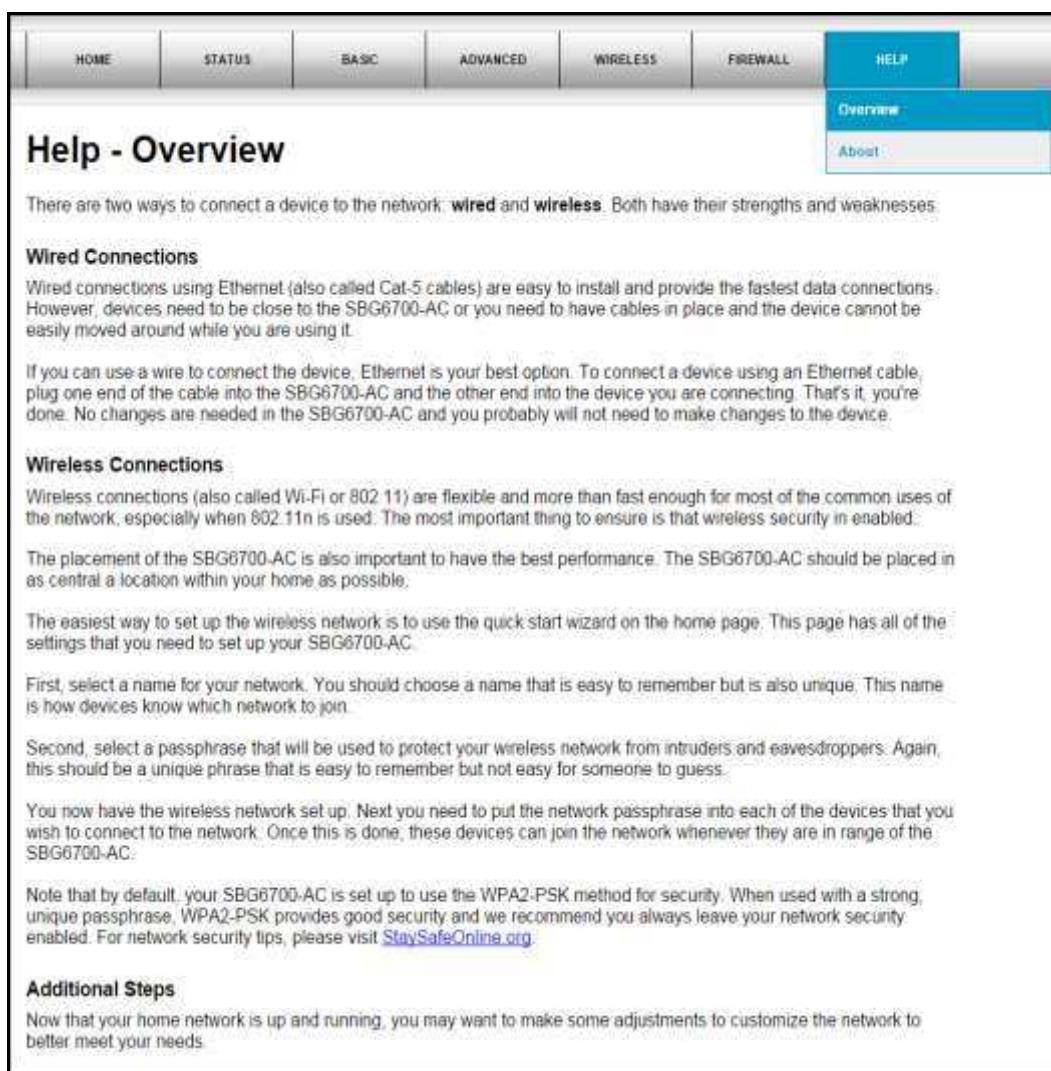 HOME STATUS BASIC ADVANCED WIRELESS FIREWALL HELP
Overview
About
Help - Overview
There are two ways to connect a device to the network: wired and wireless. Both have their strengths and weaknesses.
Wired Connections
Wired connections using Ethernet (also called Cat-5 cables) are easy to install and provide the fastest data connections.
However, devices need to be close to the SBG6700-AC or you need to have cables in place and the device cannot be
easily moved around while you are using it.
If you can use a wire to connect the device, Ethernet is your best option. To connect a device using an Ethernet cable,
plug one end of the cable into the SBG6700-AC and the other end into the device you are connecting. That's it, you're
done. No changes are needed in the SBG6700-AC and you probably will not need to make changes to the device.
Wireless Connections
Wireless connections (also called Wi-Fi or 802.11) are flexible and more than fast enough for most of the common uses of
the network, especially when 802.11n is used. The most important thing to ensure is that wireless security in enabled.
The placement of the SBG6700-AC is also important to have the best performance. The SBG6700-AC should be placed in
as central a location within your home as possible.
The easiest way to set up the wireless network is to use the quick start wizard on the home page. This page has all of the
settings that you need to set up your SBG6700-AC.
First, select a name for your network. You should choose a name that is easy to remember but is also unique. This name
is how devices know which network to join.
Second, select a passphrase that will be used to protect your wireless network from intruders and eavesdroppers. Again,
this should be a unique phrase that is easy to remember but not easy for someone to guess.
You now have the wireless network set up. Next you need to put the network passphrase into each of the devices that you
wish to connect to the network. Once this is done, these devices can join the network whenever they are in range of the
SBG6700-AC.
Note that by default, your SBG6700-AC is set up to use the WPA2-PSK method for security. When used with a strong,
unique passphrase, WPA2-PSK provides good security and we recommend you always leave your network security
enabled. For network security tips, please visit StaySafeOnline.org.
Additional Steps
Now that your home network is up and running, you may want to make some adjustments to customize the network to
better meet your needs.